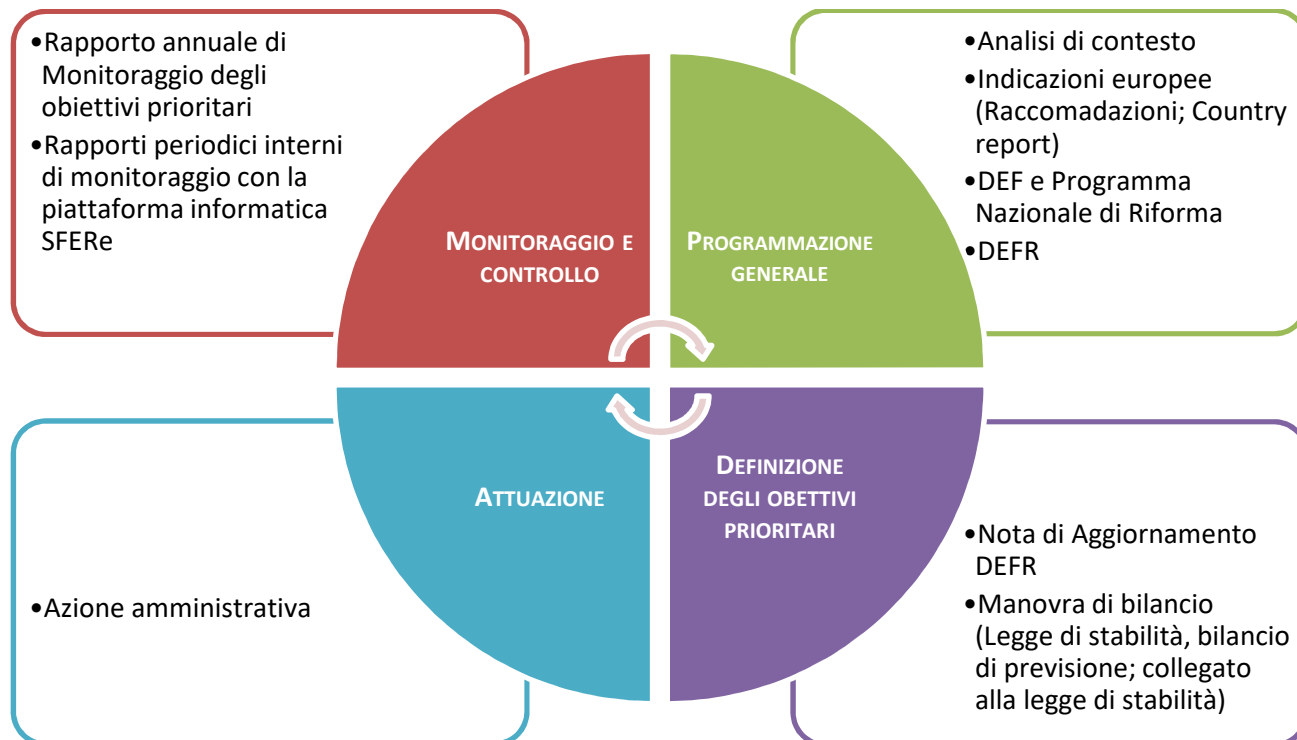 •Rapporto annuale di
Monitoraggio degli
obiettivi prioritari
•Rapporti periodici interni
di monitoraggio con la
piattaforma informatica
SFERe
MONITORAGGIO E
CONTROLLO
PROGRAMMAZIONE
GENERALE
•Analisi di contesto
•Indicazioni europee
(Raccomadazioni; Country
report)
•DEF e Programma
Nazionale di Riforma
•DEFR
ATTUAZIONE
•Azione amministrativa
DEFINIZIONE
DEGLI OBETTIVI
PRIORITARI
•Nota di Aggiornamento
DEFR
•Manovra di bilancio
(Legge di stabilità, bilancio
di previsione; collegato
alla legge di stabilità)